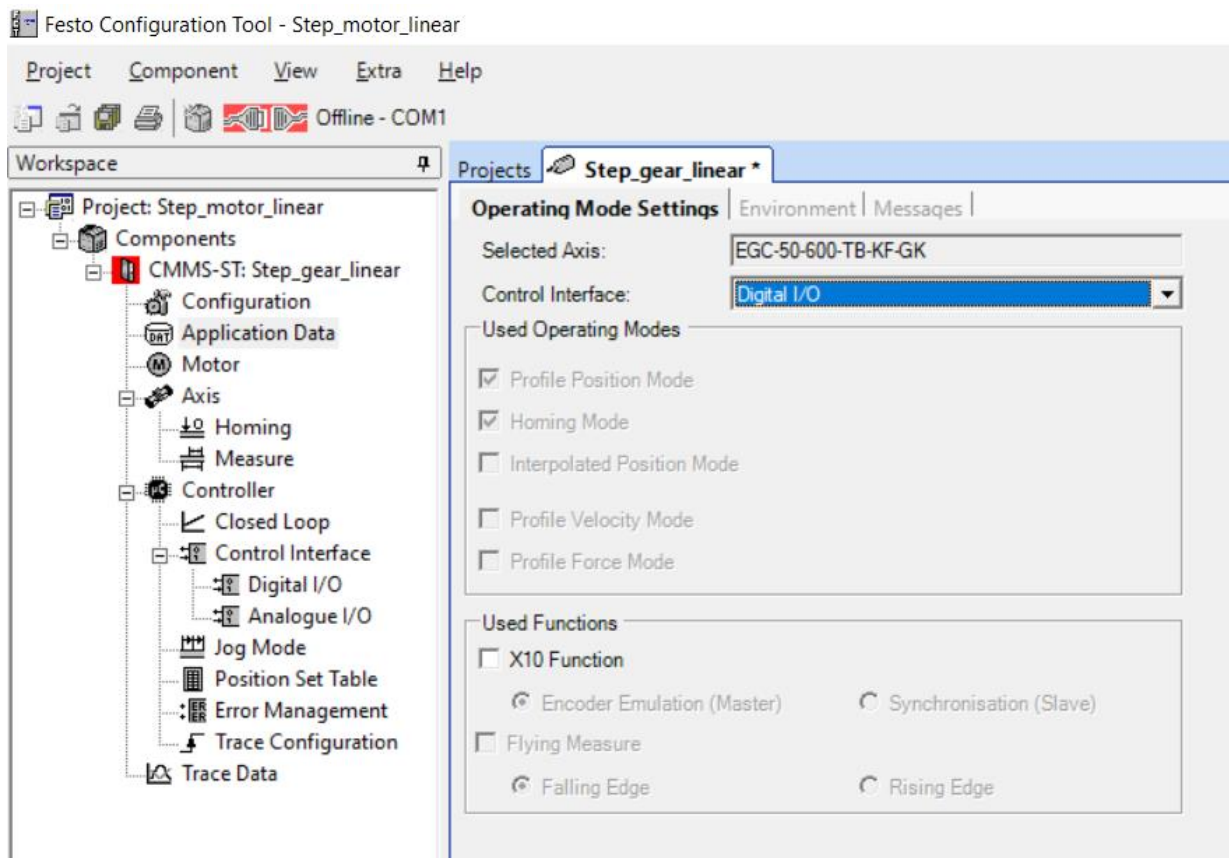 Festo Configuration Tool - Step_motor_linear
Project Component View Extra Help
Offline - COM1
Workspace
Projects Step_gear_linear *
Project: Step_motor_linear
Components
CMMS-ST: Step_gear_linear
Configuration
DAT Application Data
M Motor
Axis
Homing
Measure
µC Controller
Closed Loop
Control Interface
Digital I/O
Analogue I/O
Jog Mode
Position Set Table
ER
ER Error Management
Trace Configuration
Trace Data
Operating Mode Settings Environment Messages
Selected Axis: EGC-50-600-TB-KF-GK
Control Interface: Digital I/O
Used Operating Modes
Profile Position Mode
Homing Mode
Interpolated Position Mode
Profile Velocity Mode
Profile Force Mode
Used Functions
X10 Function
Encoder Emulation (Master) Synchronisation (Slave)
Flying Measure
Falling Edge Rising Edge